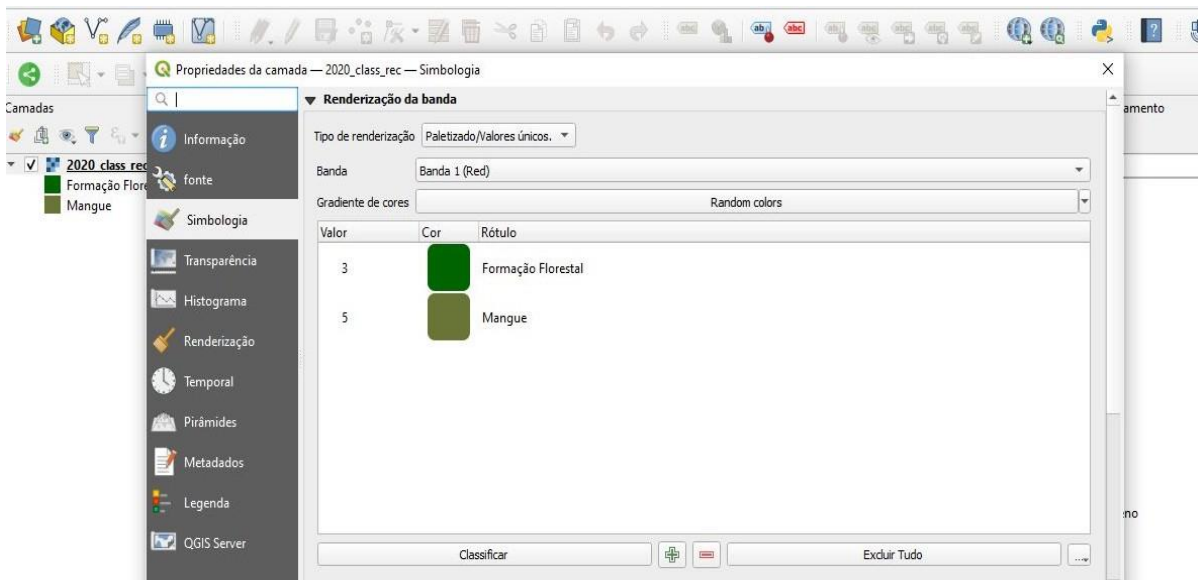 Propriedades da camada — 2020_class_rec — Simbologia
Camadas
amento
2020 class rec
Formação Flore
Mangue
Informação
fonte
Simbologia
Transparência
Histograma
Renderização
Temporal
Pirâmides
Metadados
Legenda
QGIS Server
Renderização da banda
Tipo de renderização Paletizado/Valores únicos.
Banda Banda 1 (Red)
Gradiente de cores Random colors
Valor Cor Rótulo
3 Formação Florestal
5 Mangue
Classificar Excluir Tudo ...
eno